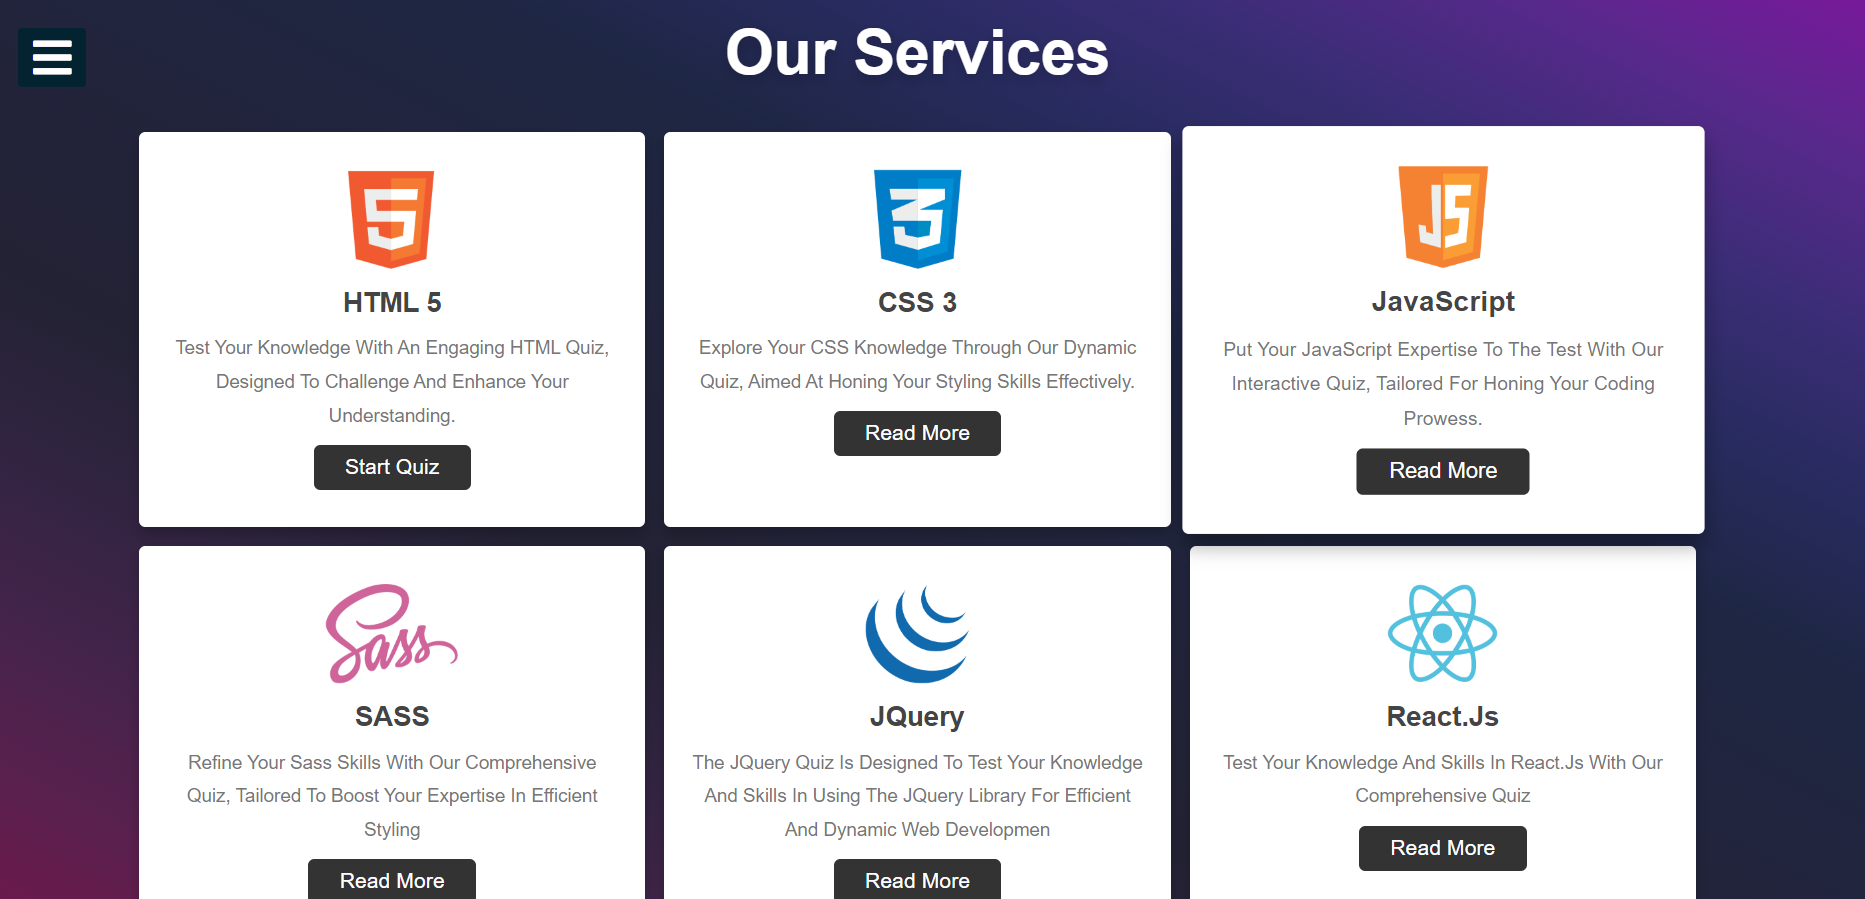 Our Services
HTML 5
Test Your Knowledge With An Engaging HTML Quiz,
Designed To Challenge And Enhance Your
Understanding.
Start Quiz
CSS 3
Explore Your CSS Knowledge Through Our Dynamic
Quiz, Aimed At Honing Your Styling Skills Effectively.
Read More
JS
JavaScript
Put Your JavaScript Expertise To The Test With Our
Interactive Quiz, Tailored For Honing Your Coding
Prowess.
Read More
Sass
SASS
Refine Your Sass Skills With Our Comprehensive
Quiz, Tailored To Boost Your Expertise In Efficient
Styling
Read More
JQuery
The JQuery Quiz Is Designed To Test Your Knowledge
And Skills In Using The JQuery Library For Efficient
And Dynamic Web Developmen
Read More
React.Js
Test Your Knowledge And Skills In React.Js With Our
Comprehensive Quiz
Read More